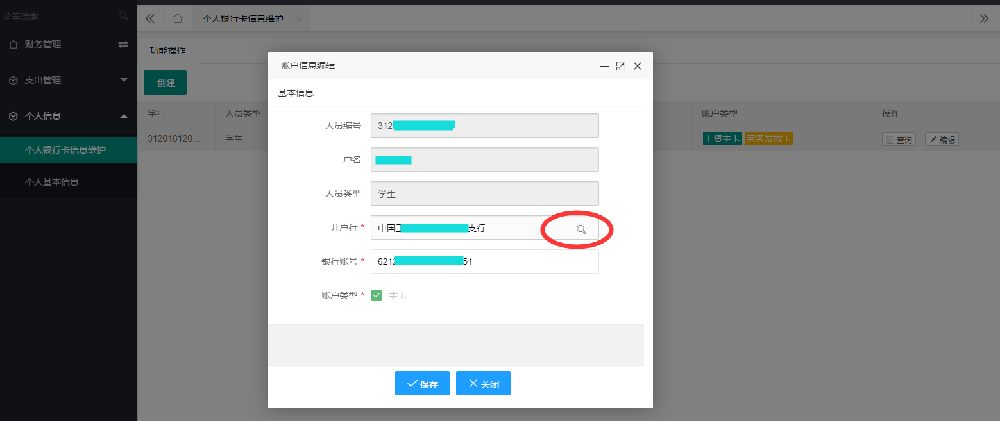 菜单搜索...
个人银行卡信息维护
财务管理
支出管理
个人信息
个人银行卡信息维护
个人基本信息
功能操作
创建
学号
人员类型
账户类型
操作
312018120...
学生
工资主卡
劳务发放卡
查询
编辑
账户信息编辑
基本信息
人员编号
312
户名
人员类型
学生
开户行 *
中国工
支行
银行账号 *
6212
51
账户类型 *
主卡
保存
关闭